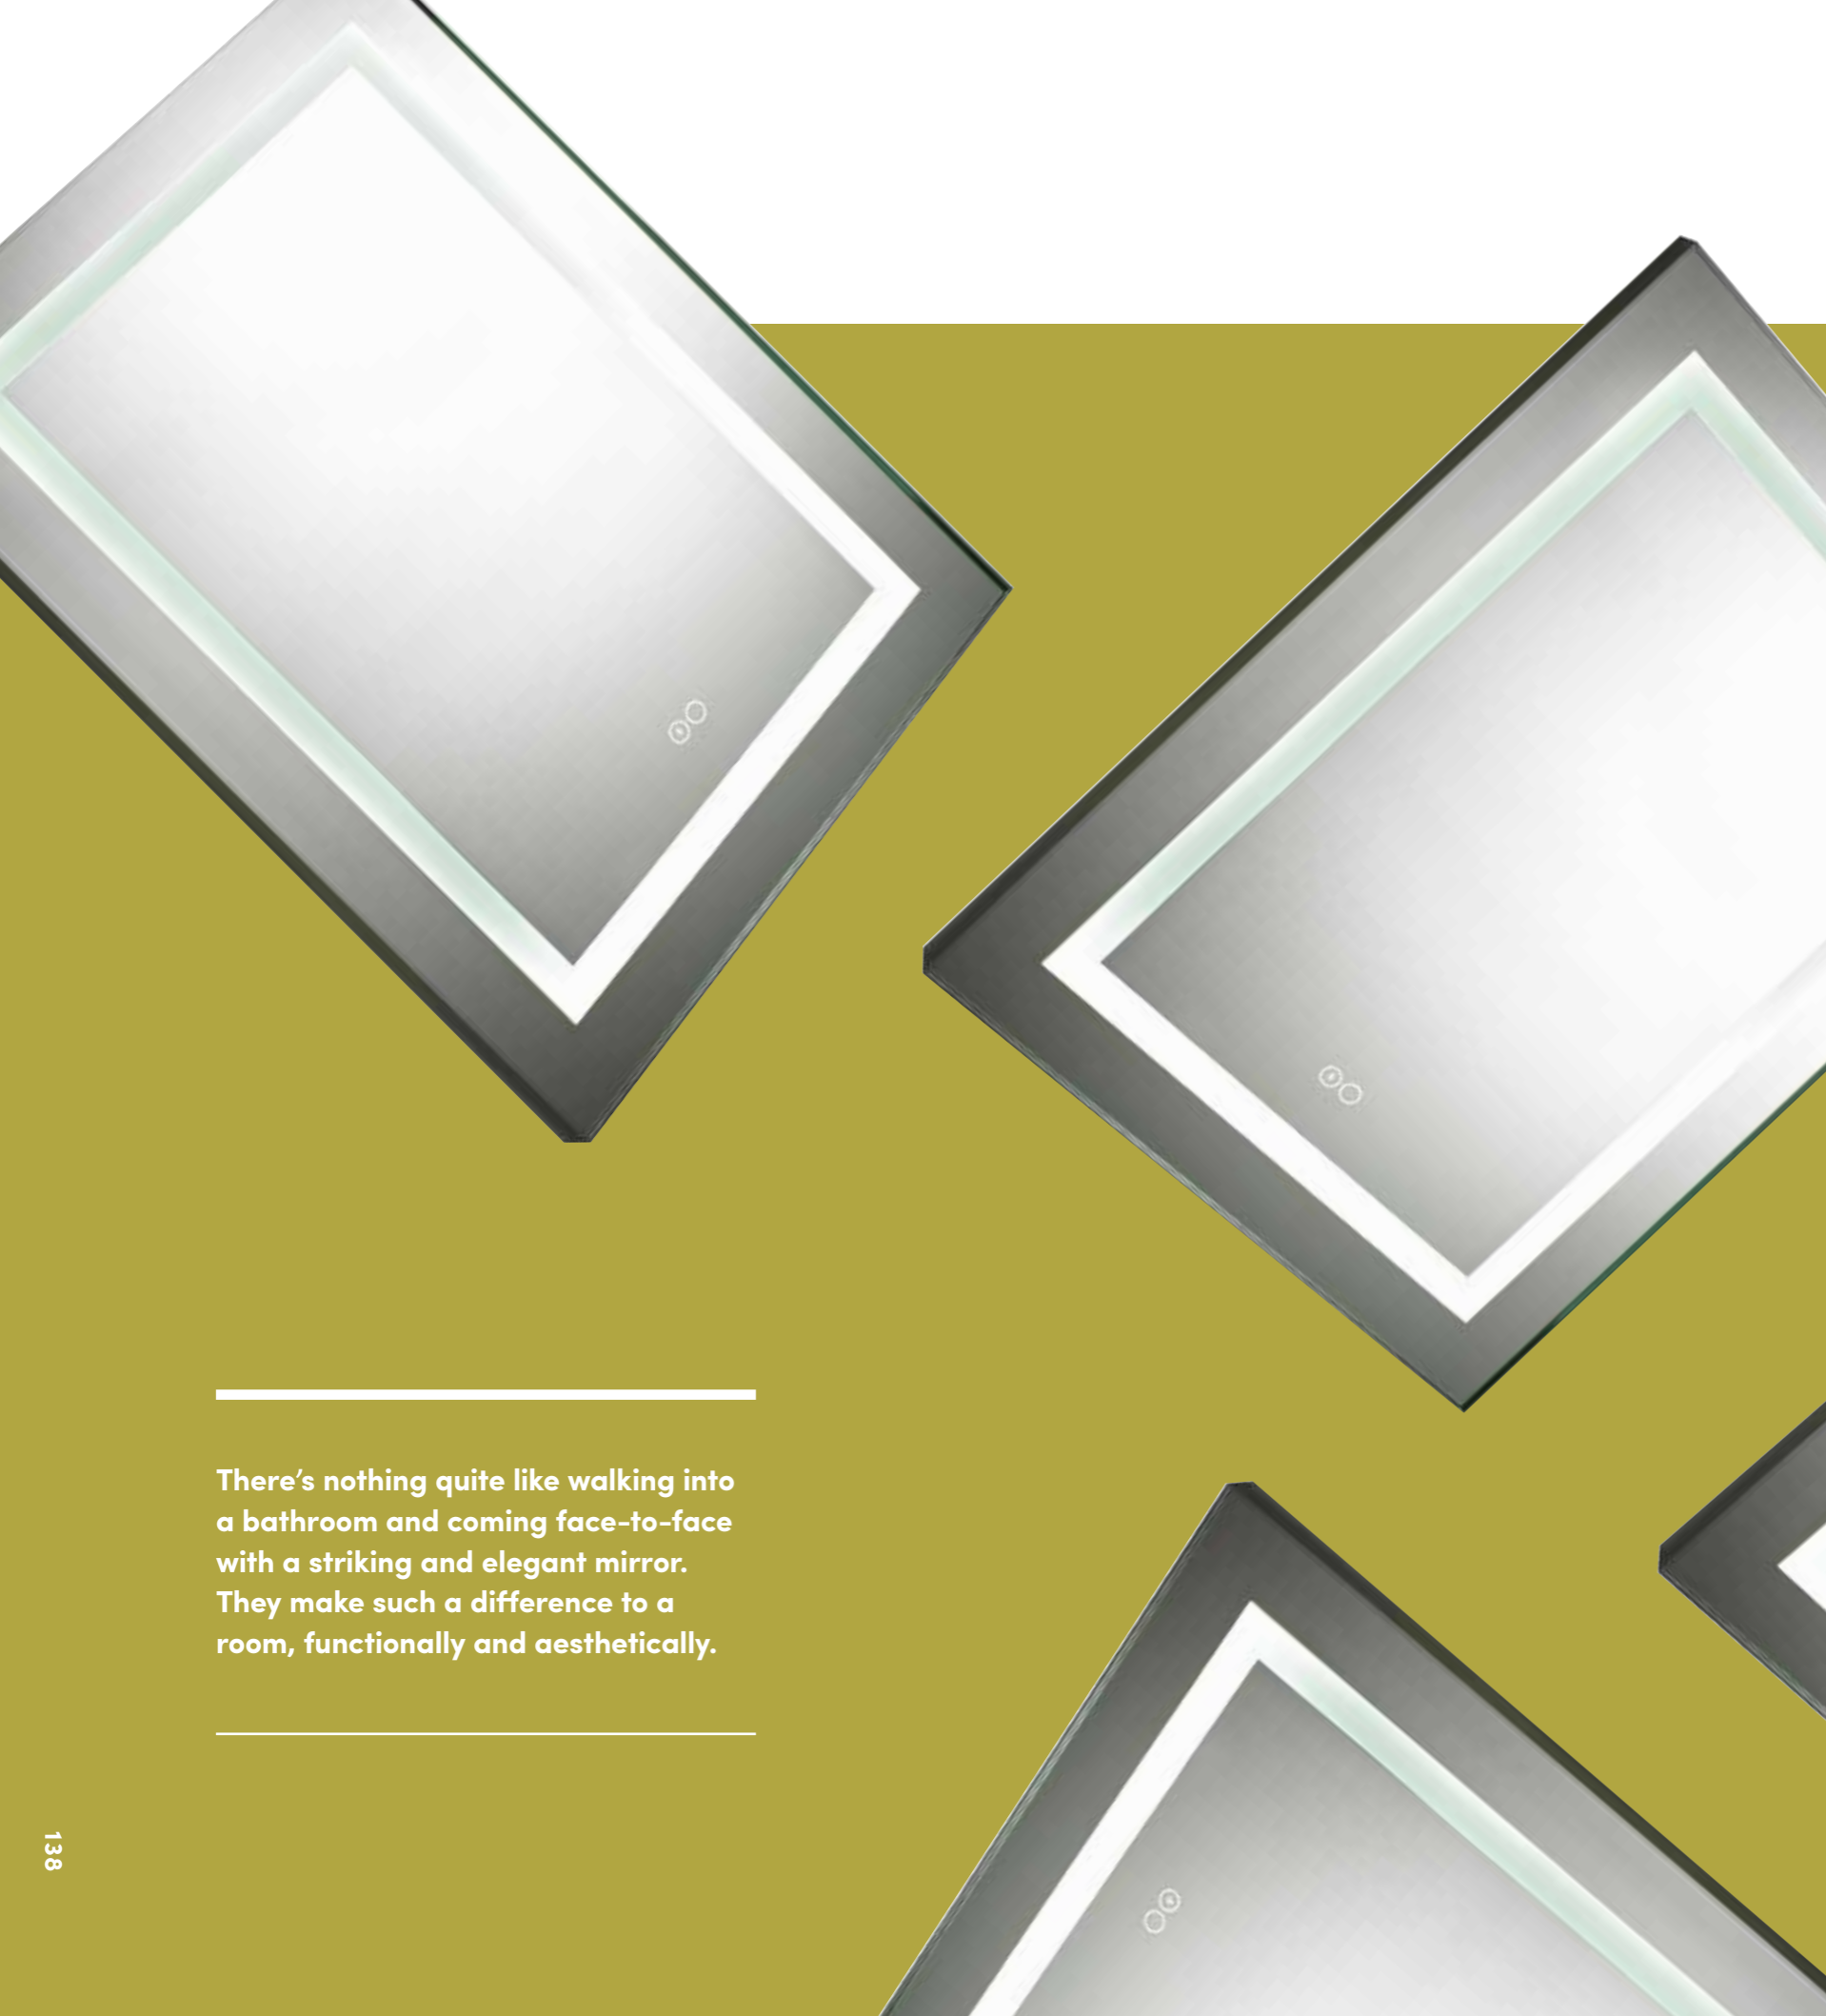 There’s nothing quite like walking into
a bathroom and coming face-to-face
with a striking and elegant mirror.
They make such a difference to a
room, functionally and aesthetically.
138